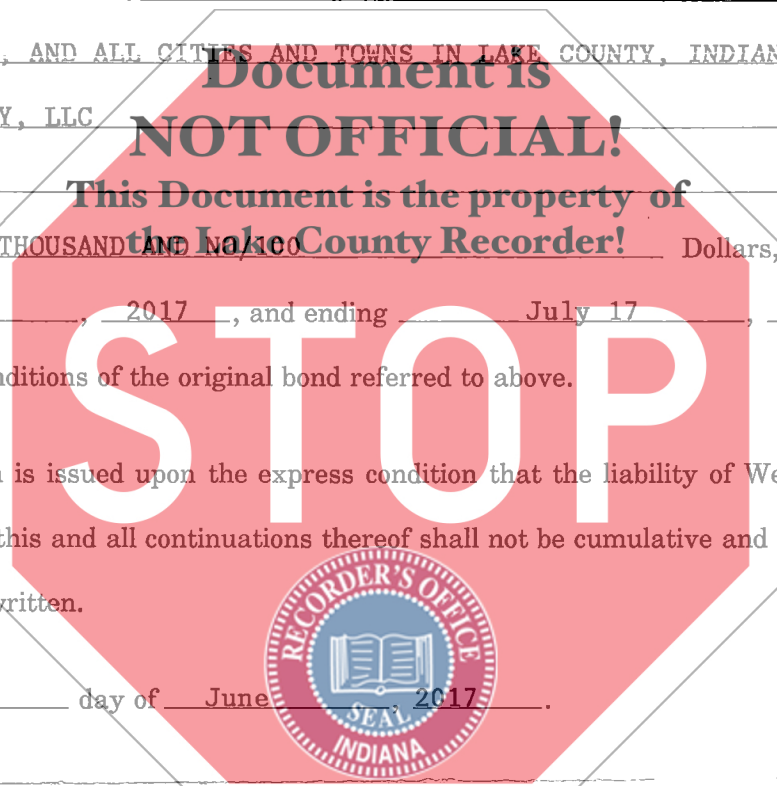 , AND ALL CITIES AND TOWNS IN LAKE COUNTY, INDIAN
Document is
Y, LLC
NOT OFFICIAL!
This Document is the property of
the Lake County Recorder!
THOUSAND AND NO/100 Dollars,
, 2017 , and ending July 17 ,
STOP
nditions of the original bond referred to above.
n is issued upon the express condition that the liability of We
this and all continuations thereof shall not be cumulative and
written.
RECORDER'S OFFICE
day of June , 2017 .
SEAL
INDIANA